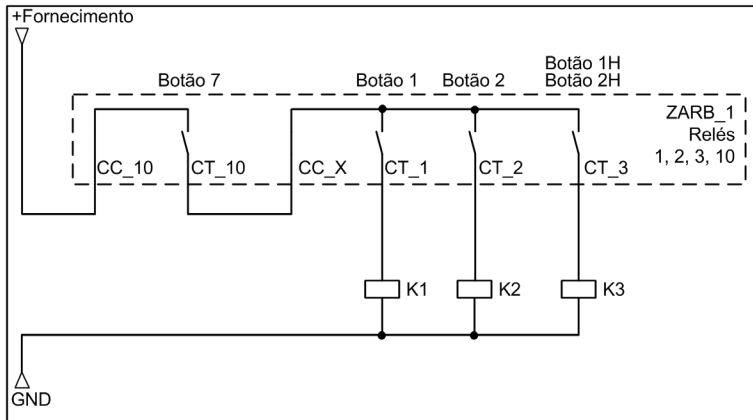 +Fornecimento
Botão 7
Botão 1
Botão 2
Botão 1H
Botão 2H
ZARB_1
Relés
1, 2, 3, 10
CC_10
CT_10
CC_X
CT_1
CT_2
CT_3
K1
K2
K3
GND